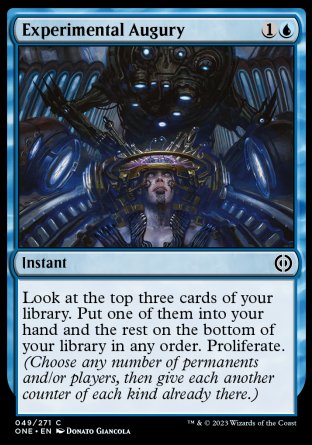 Experimental Augury 1
Instant
Look at the top three cards of your
library. Put one of them into your
hand and the rest on the bottom of
your library in any order. Proliferate.
(Choose any number of permanents
and/or players, then give each another
counter of each kind already there.)
049/271 C
ONE • EN Donato Giancola
™ & © 2023 Wizards of the Coast